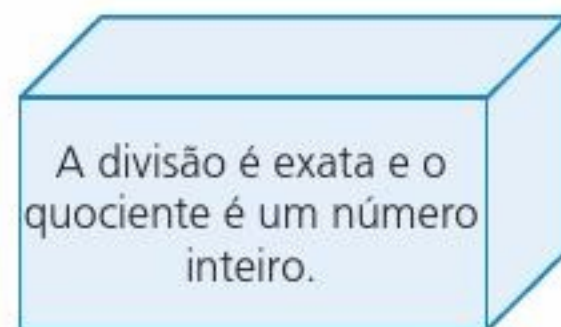 A divisão é exata e o
quociente é um número
inteiro.